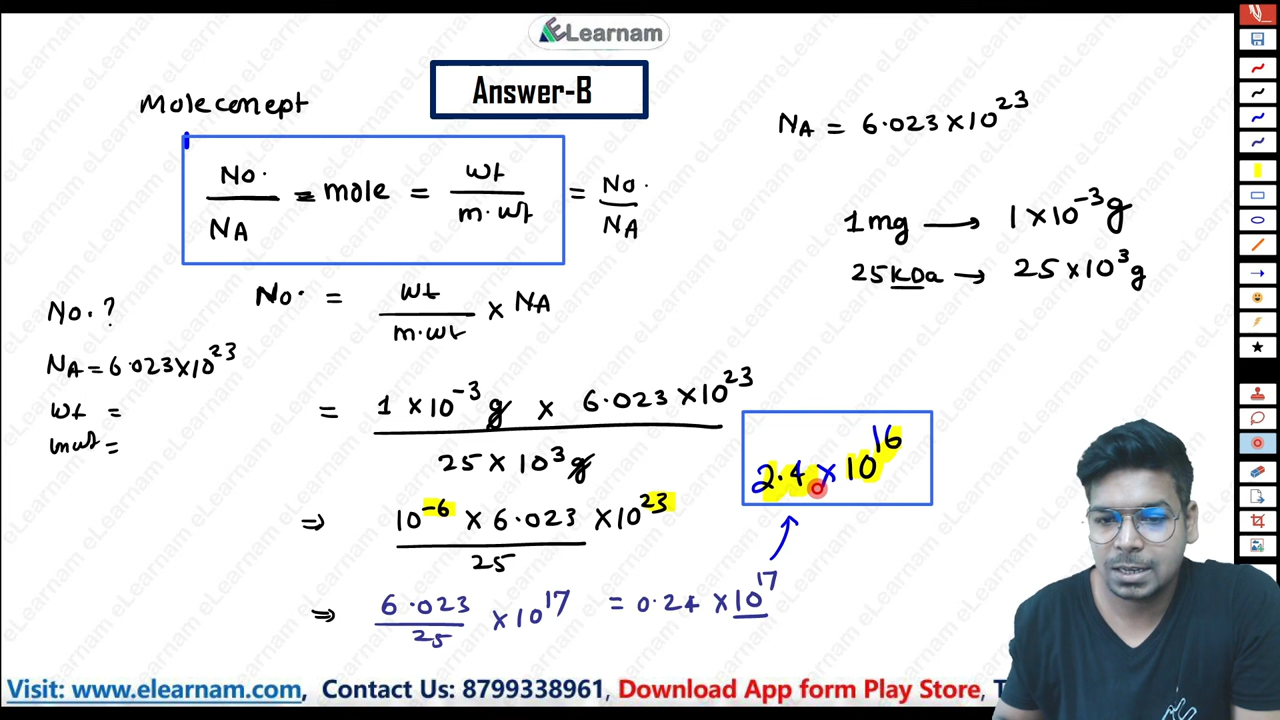 eLearnam
Answer-B
Moleconept
NA = 6.023 × 10^23
No. / NA = mole = wt / m.wt = No. / NA
1mg → 1 × 10^-3 g
25 KDa → 25 × 10^3 g
No. = wt / m.wt × NA
No. ?
NA = 6.023 × 10^23
wt =
mwt =
= 1 × 10^-3 g × 6.023 × 10^23 / 25 × 10^3 g
2.4 × 10^16
⇒ 10^-6 × 6.023 × 10^23 / 25
⇒ 6.023 / 25 × 10^17 = 0.24 × 10^17
Visit: www.elearnam.com, Contact Us: 8799338961, Download App form Play Store, T